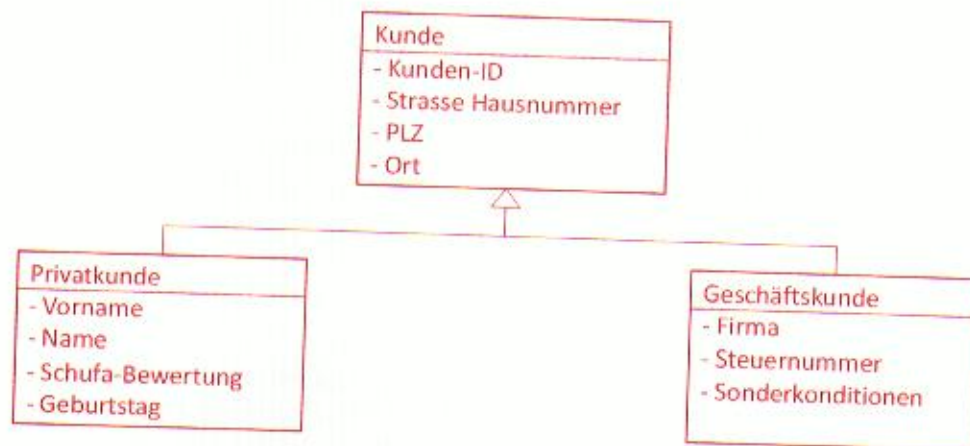 Kunde
- Kunden-ID
- Strasse Hausnummer
- PLZ
- Ort
Privatkunde
- Vorname
- Name
- Schufa-Bewertung
- Geburtstag
Geschäftskunde
- Firma
- Steuernummer
- Sonderkonditionen